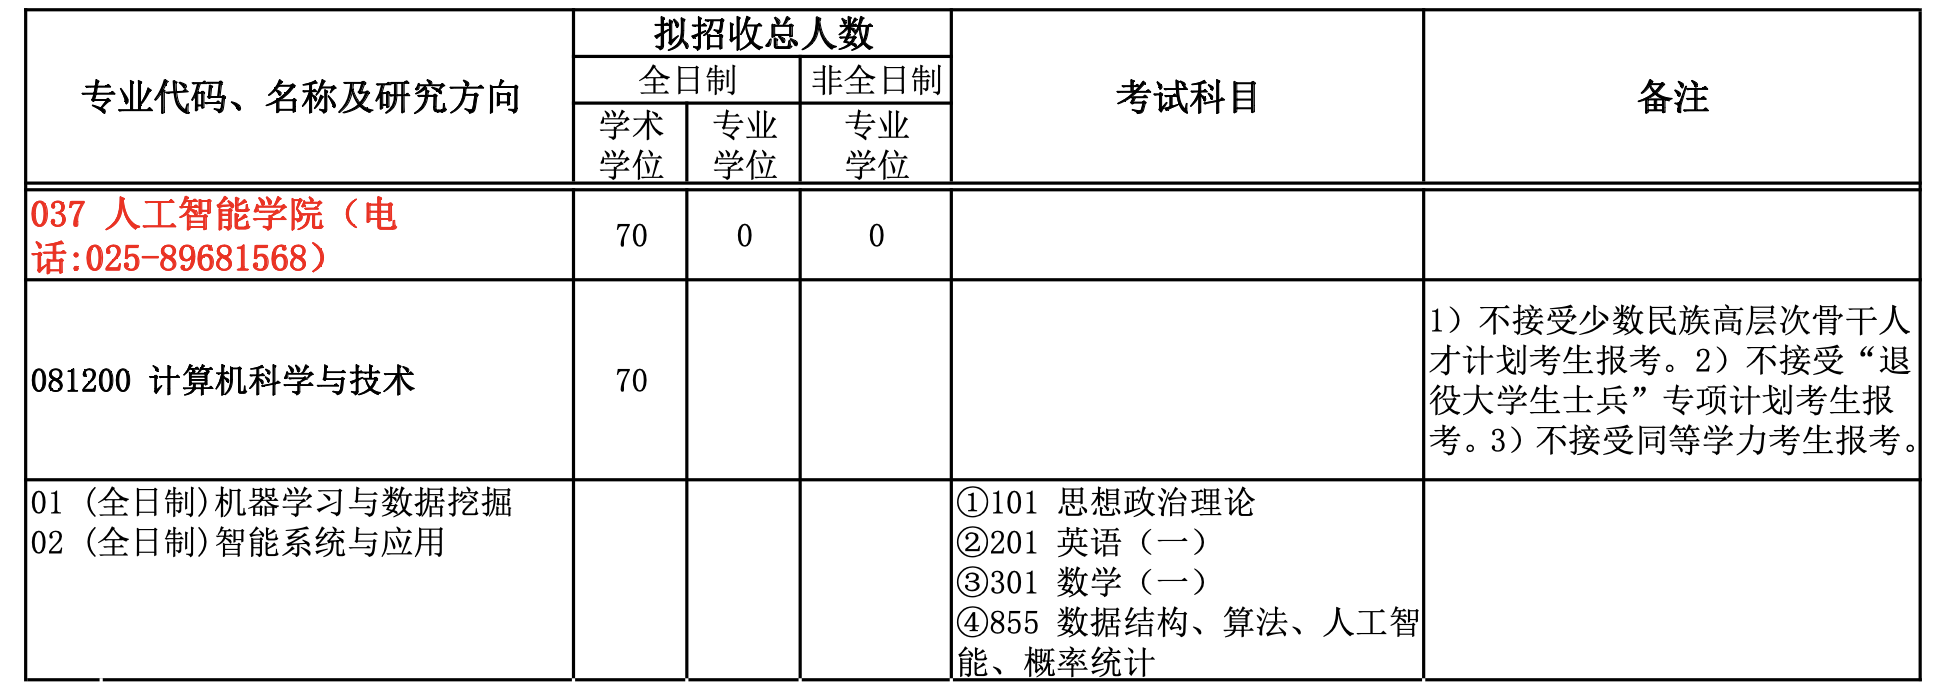 专业代码、名称及研究方向
拟招收总人数
考试科目
备注
全日制
非全日制
学术
学位
专业
学位
专业
学位
037 人工智能学院（电
话:025-89681568）
70
0
0
081200 计算机科学与技术
70
1）不接受少数民族高层次骨干人
才计划考生报考。2）不接受“退
役大学生士兵”专项计划考生报
考。3）不接受同等学力考生报考。
01 (全日制)机器学习与数据挖掘
02 (全日制)智能系统与应用
①101 思想政治理论
②201 英语（一）
③301 数学（一）
④855 数据结构、算法、人工智
能、概率统计